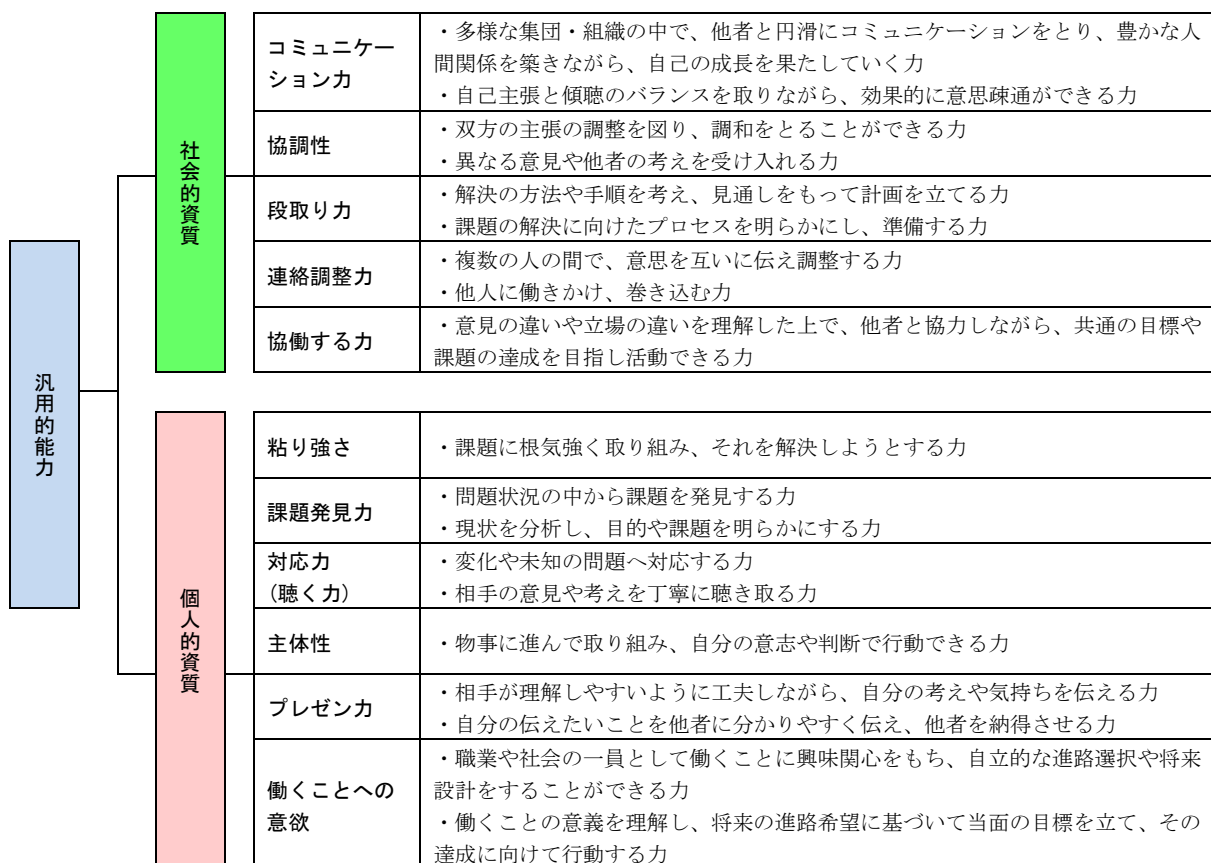 汎用的能力
社会的資質
コミュニケー
ション力
・多様な集団・組織の中で、他者と円滑にコミュニケーションをとり、豊かな人
間関係を築きながら、自己の成長を果たしていく力
・自己主張と傾聴のバランスを取りながら、効果的に意思疎通ができる力
協調性
・双方の主張の調整を図り、調和をとることができる力
・異なる意見や他者の考えを受け入れる力
段取り力
・解決の方法や手順を考え、見通しをもって計画を立てる力
・課題の解決に向けたプロセスを明らかにし、準備する力
連絡調整力
・複数の人の間で、意思を互いに伝え調整する力
・他人に働きかけ、巻き込む力
協働する力
・意見の違いや立場の違いを理解した上で、他者と協力しながら、共通の目標や
課題の達成を目指し活動できる力
個人的資質
粘り強さ
・課題に根気強く取り組み、それを解決しようとする力
課題発見力
・問題状況の中から課題を発見する力
・現状を分析し、目的や課題を明らかにする力
対応力
(聴く力)
・変化や未知の問題へ対応する力
・相手の意見や考えを丁寧に聴き取る力
主体性
・物事に進んで取り組み、自分の意志や判断で行動できる力
プレゼン力
・相手が理解しやすいように工夫しながら、自分の考えや気持ちを伝える力
・自分の伝えたいことを他者に分かりやすく伝え、他者を納得させる力
働くことへの
意欲
・職業や社会の一員として働くことに興味関心をもち、自立的な進路選択や将来
設計をすることができる力
・働くことの意義を理解し、将来の進路希望に基づいて当面の目標を立て、その
達成に向けて行動する力